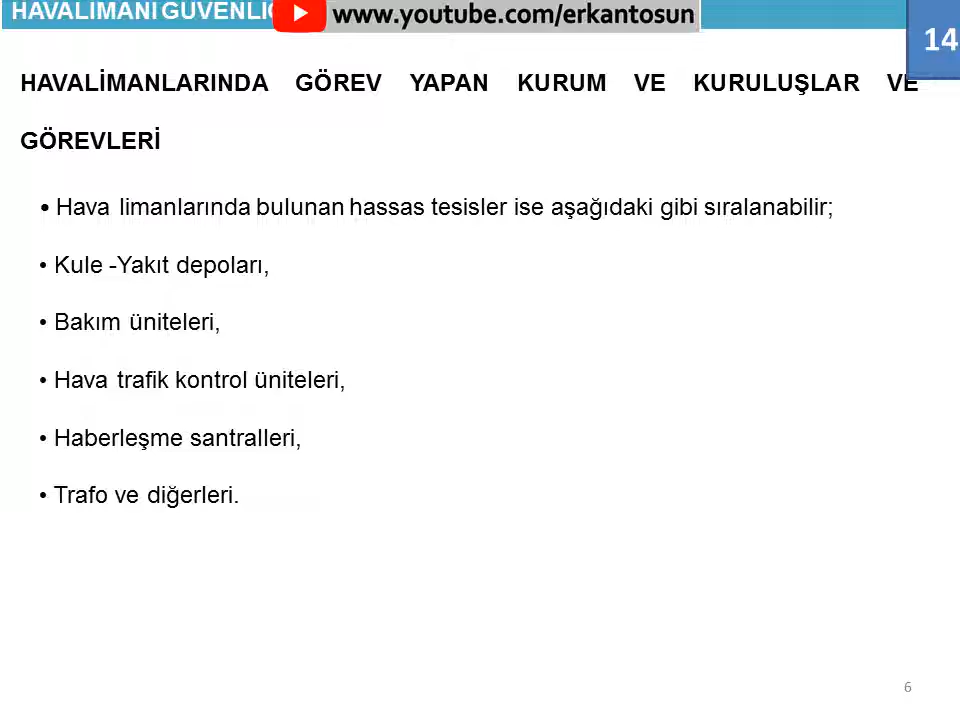 HAVALİMANI GÜVENLİĞ
www.youtube.com/erkantosun
14
HAVALİMANLARINDA GÖREV YAPAN KURUM VE KURULUŞLAR VE
GÖREVLERİ
• Hava limanlarında bulunan hassas tesisler ise aşağıdaki gibi sıralanabilir;
• Kule -Yakıt depoları,
• Bakım üniteleri,
• Hava trafik kontrol üniteleri,
• Haberleşme santralleri,
• Trafo ve diğerleri.
6